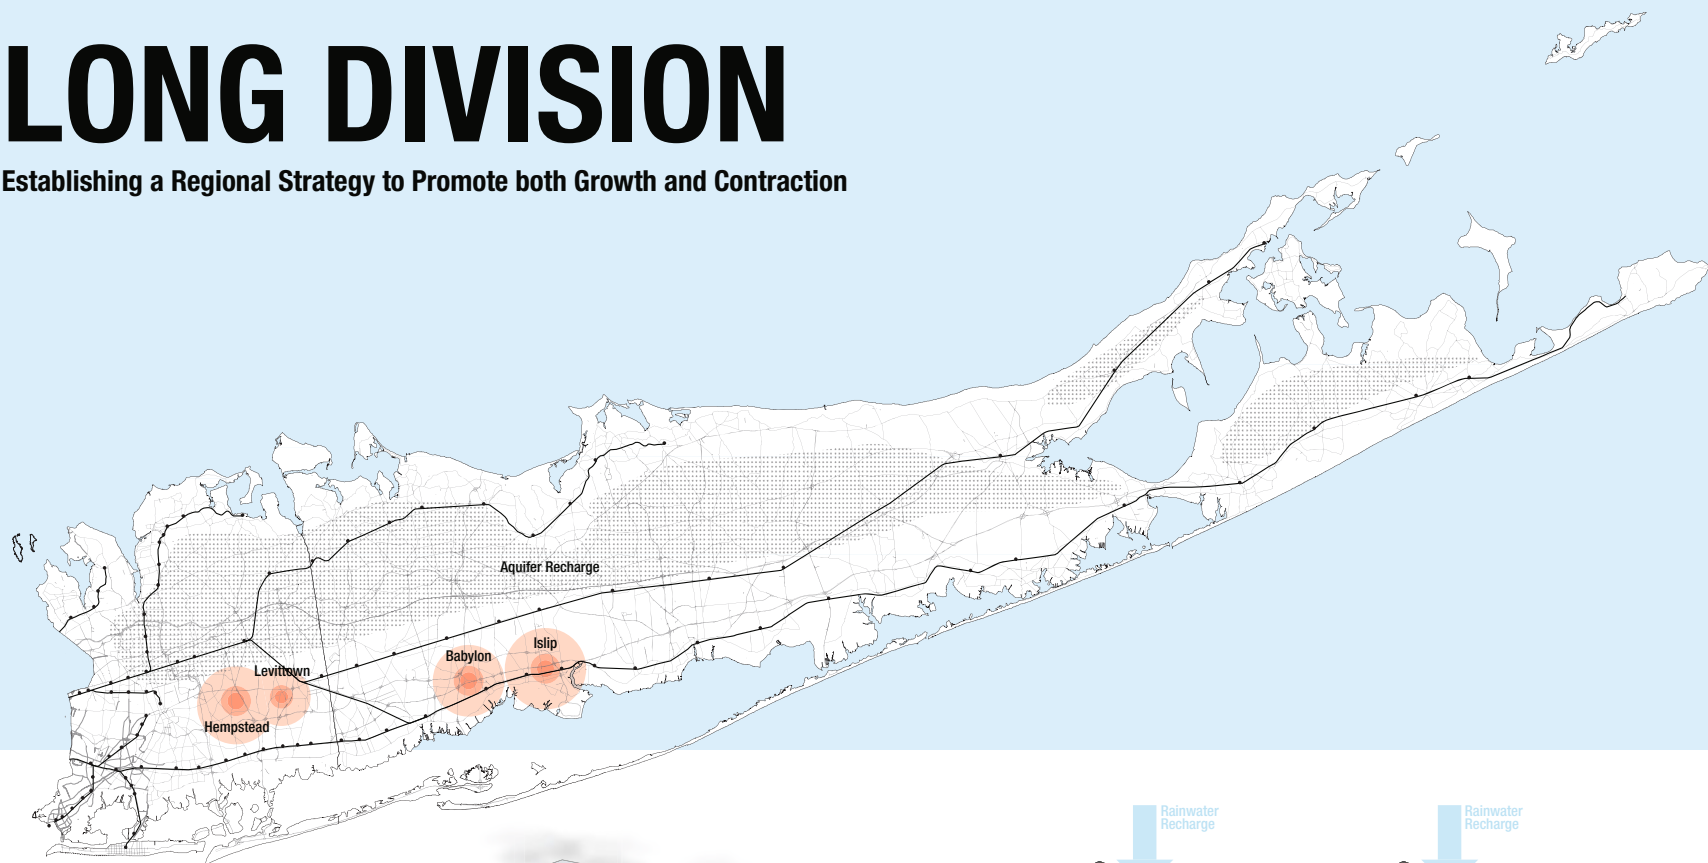 LONG DIVISION
Establishing a Regional Strategy to Promote both Growth and Contraction
Aquifer Recharge
Islip
Babylon
Levittown
Hempstead
Rainwater
Recharge
Rainwater
Recharge